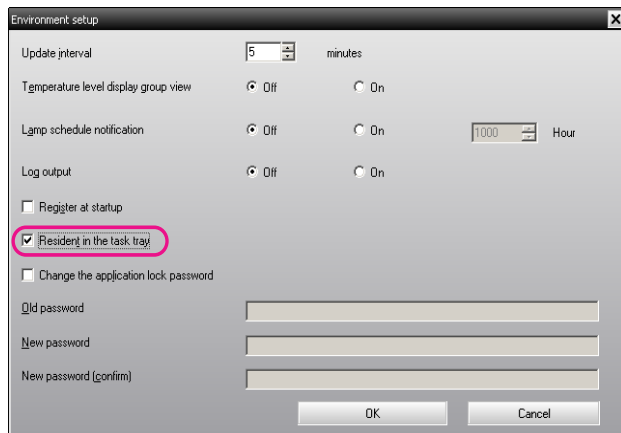 Environment setup
Update interval 5 minutes
Temperature level display group view Off On
Lamp schedule notification Off On 1000 Hour
Log output Off On
Register at startup
Resident in the task tray
Change the application lock password
Old password
New password
New password (confirm)
OK Cancel